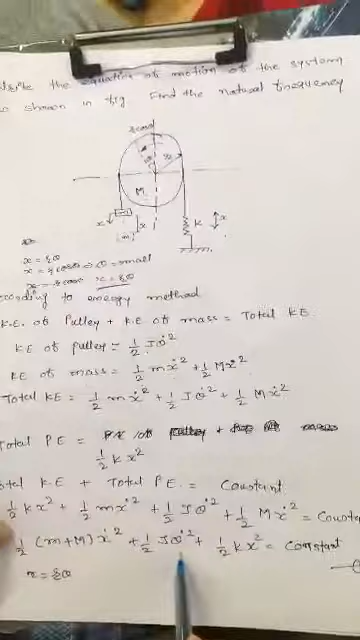 the equation of motion of the system
shown in fig Find the natural frequency
M
m
x
x
K
x
x = rθ
θ = small
x = rθ
according to energy method
K.E. of Pulley + K.E of mass = Total KE
KE of Pulley = 1/2 Jθ̇²
KE of mass = 1/2 mẋ² + 1/2 Mẋ²
Total KE = 1/2 mẋ² + 1/2 Jθ̇² + 1/2 Mẋ²
Total PE =
1/2 kx²
Total K.E + Total PE. = Constant
1/2 kx² + 1/2 mẋ² + 1/2 Jθ̇² + 1/2 Mẋ² = Const
1/2 (m+M) ẋ² + 1/2 Jθ̇² + 1/2 kx² = Constant
x = rθ